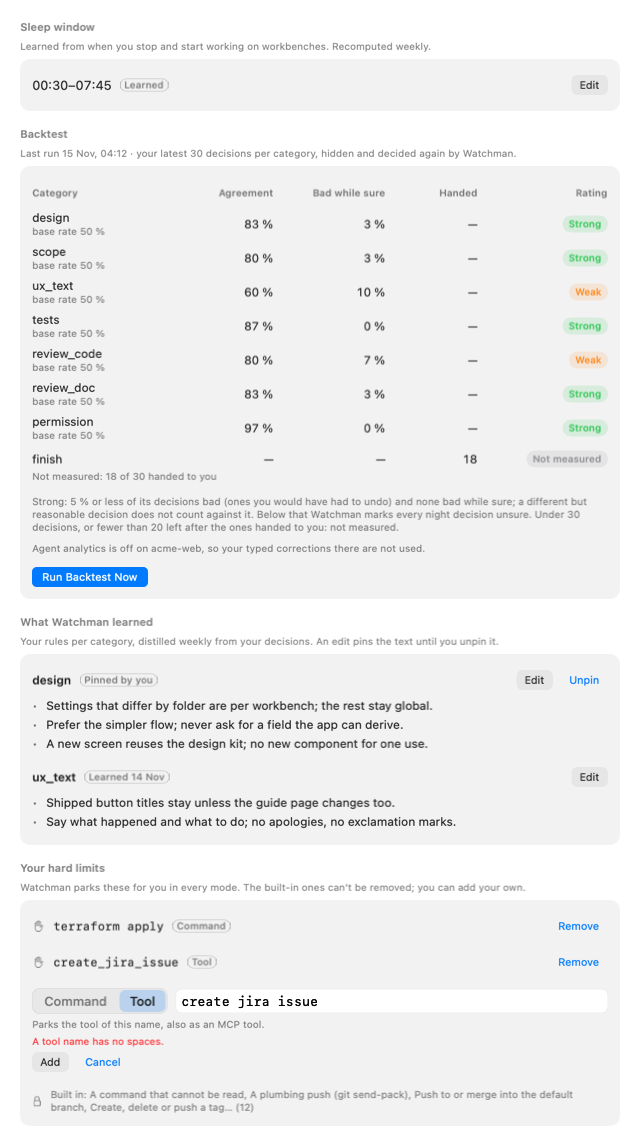 Sleep window
Learned from when you stop and start working on workbenches. Recomputed weekly.
00:30–07:45 Learned Edit
Backtest
Last run 15 Nov, 04:12 · your latest 30 decisions per category, hidden and decided again by Watchman.
Category Agreement Bad while sure Handed Rating
design 83 % 3 % — Strong
base rate 50 %
scope 80 % 3 % — Strong
base rate 50 %
ux_text 60 % 10 % — Weak
base rate 50 %
tests 87 % 0 % — Strong
base rate 50 %
review_code 80 % 7 % — Weak
base rate 50 %
review_doc 83 % 3 % — Strong
base rate 50 %
permission 97 % 0 % — Strong
base rate 50 %
finish — — 18 Not measured
Not measured: 18 of 30 handed to you
Strong: 5 % or less of its decisions bad (ones you would have had to undo) and none bad while sure; a different but
reasonable decision does not count against it. Below that Watchman marks every night decision unsure. Under 30
decisions, or fewer than 20 left after the ones handed to you: not measured.
Agent analytics is off on acme-web, so your typed corrections there are not used.
Run Backtest Now
What Watchman learned
Your rules per category, distilled weekly from your decisions. An edit pins the text until you unpin it.
design Pinned by you Edit Unpin
· Settings that differ by folder are per workbench; the rest stay global.
· Prefer the simpler flow; never ask for a field the app can derive.
· A new screen reuses the design kit; no new component for one use.
ux_text Learned 14 Nov Edit
· Shipped button titles stay unless the guide page changes too.
· Say what happened and what to do; no apologies, no exclamation marks.
Your hard limits
Watchman parks these for you in every mode. The built-in ones can't be removed; you can add your own.
terraform apply Command Remove
create_jira_issue Tool Remove
Command Tool create jira issue
Parks the tool of this name, also as an MCP tool.
A tool name has no spaces.
Add Cancel
Built in: A command that cannot be read, A plumbing push (git send-pack), Push to or merge into the default
branch, Create, delete or push a tag… (12)